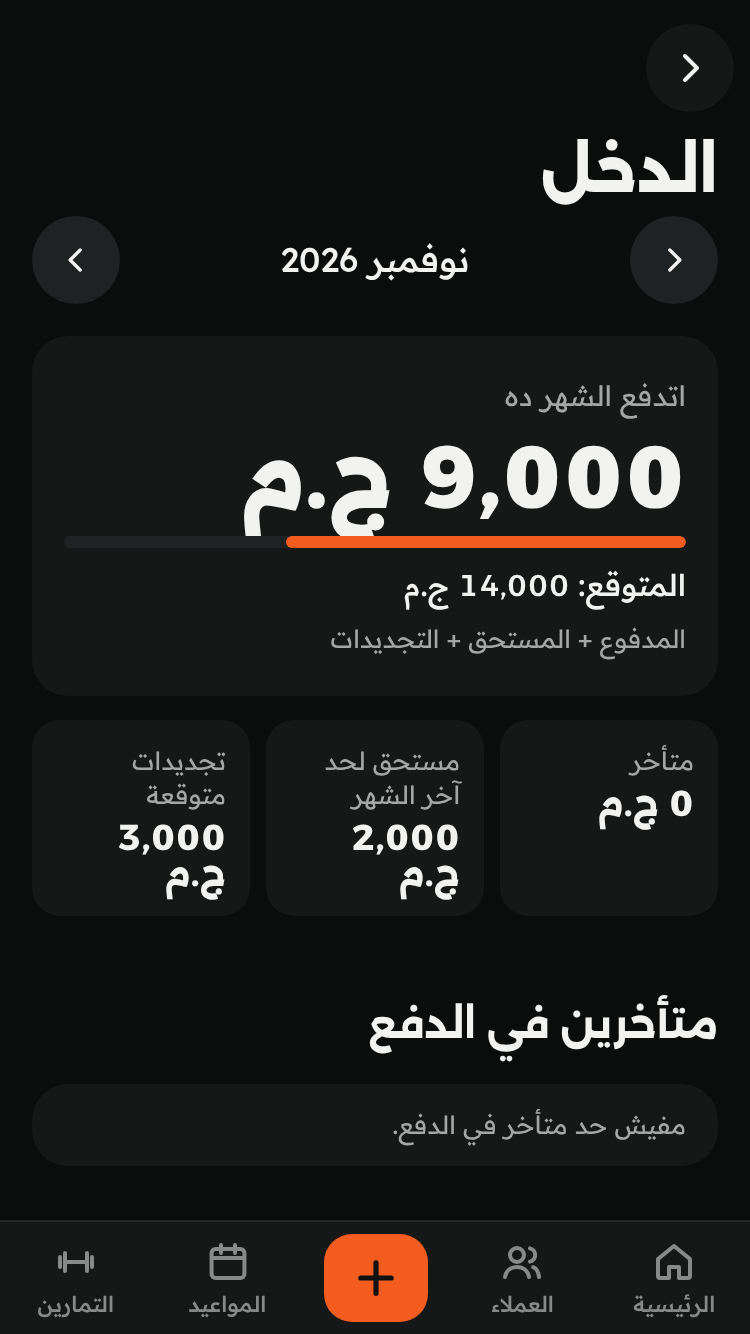 الدخل
نوفمبر 2026
اتدفع الشهر ده
9,000 ج.م
المتوقع: 14,000 ج.م
المدفوع + المستحق + التجديدات
متأخر
0 ج.م
مستحق لحد
آخر الشهر
2,000
ج.م
تجديدات
متوقعة
3,000
ج.م
متأخرين في الدفع
مفيش حد متأخر في الدفع.
الرئيسية
العملاء
المواعيد
التمارين